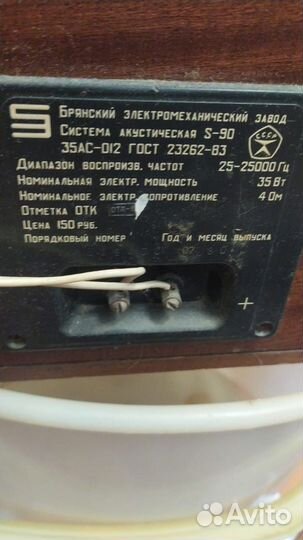 Брянский электромеханический завод
Система акустическая S-90
35АС-012 ГОСТ 23262-83
СССР
Диапазон воспроизв. частот 25-25000 Гц
Номинальная электр. мощность 35 Вт
Номинальное электр. сопротивление 4 Ом
Отметка ОТК ОТК
Цена 150 руб.
Порядковый номер Год и месяц выпуска
+
Avito